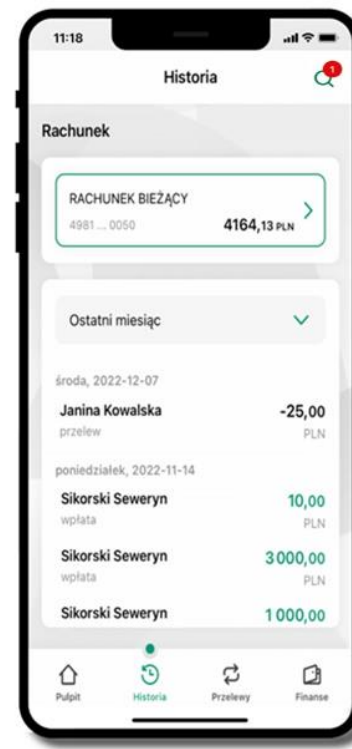 11:18
Historia
1
Rachunek
RACHUNEK BIEŻĄCY
4981 ... 0050
4164,13 PLN
Ostatni miesiąc
środa, 2022-12-07
Janina Kowalska -25,00
przelew PLN
poniedziałek, 2022-11-14
Sikorski Seweryn 10,00
wpłata PLN
Sikorski Seweryn 3 000,00
wpłata PLN
Sikorski Seweryn 1 000,00
Pulpit Historia Przelewy Finanse